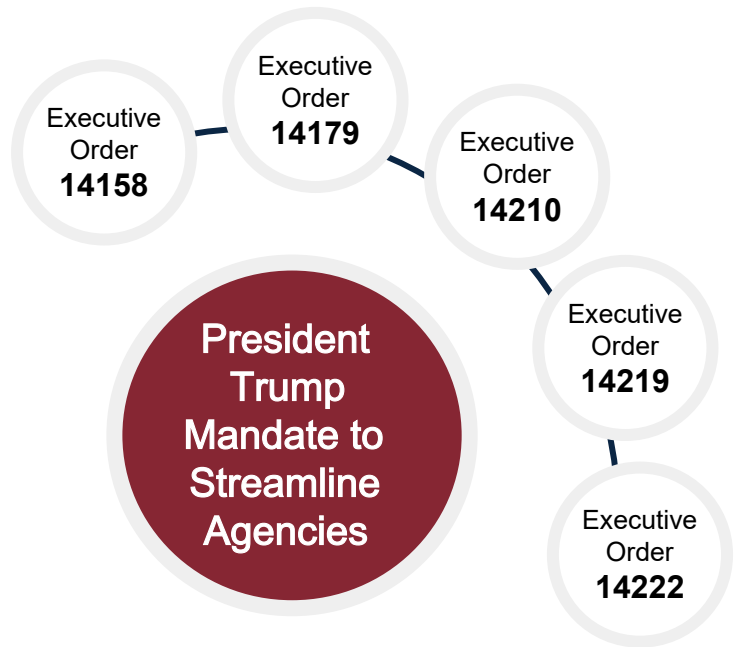 Executive
Order
14158
Executive
Order
14179
Executive
Order
14210
Executive
Order
14219
Executive
Order
14222
President
Trump
Mandate to
Streamline
Agencies